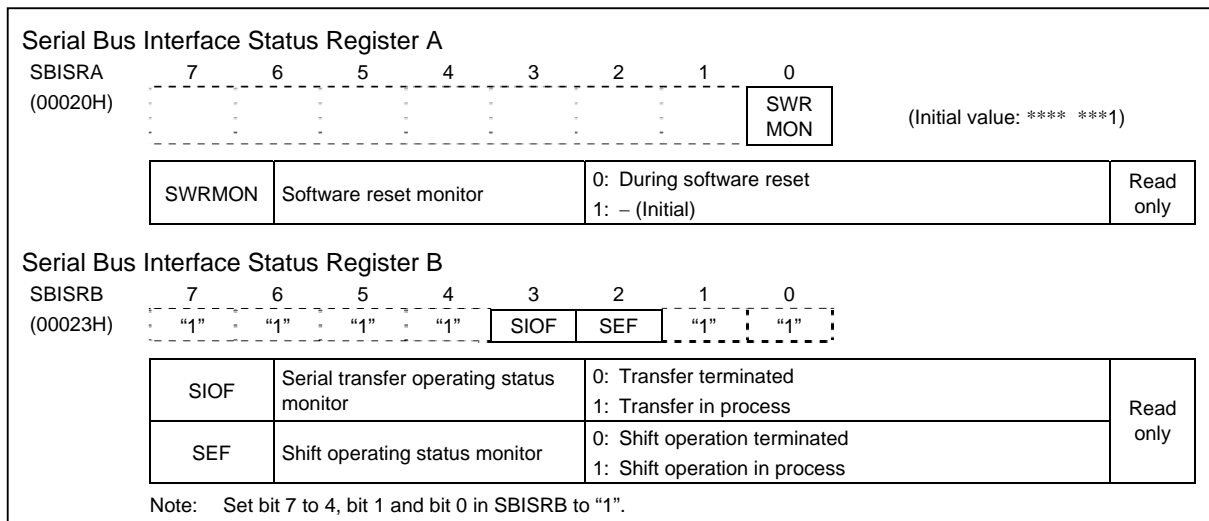 Serial Bus Interface Status Register A
SBISRA 7 6 5 4 3 2 1 0
(00020H) SWR MON (Initial value: **** ***1)
SWRMON Software reset monitor 0: During software reset Read only
1: − (Initial)
Serial Bus Interface Status Register B
SBISRB 7 6 5 4 3 2 1 0
(00023H) “1” “1” “1” “1” SIOF SEF “1” “1”
SIOF Serial transfer operating status monitor 0: Transfer terminated
1: Transfer in process
Read only
SEF Shift operating status monitor 0: Shift operation terminated
1: Shift operation in process
Note: Set bit 7 to 4, bit 1 and bit 0 in SBISRB to “1”.